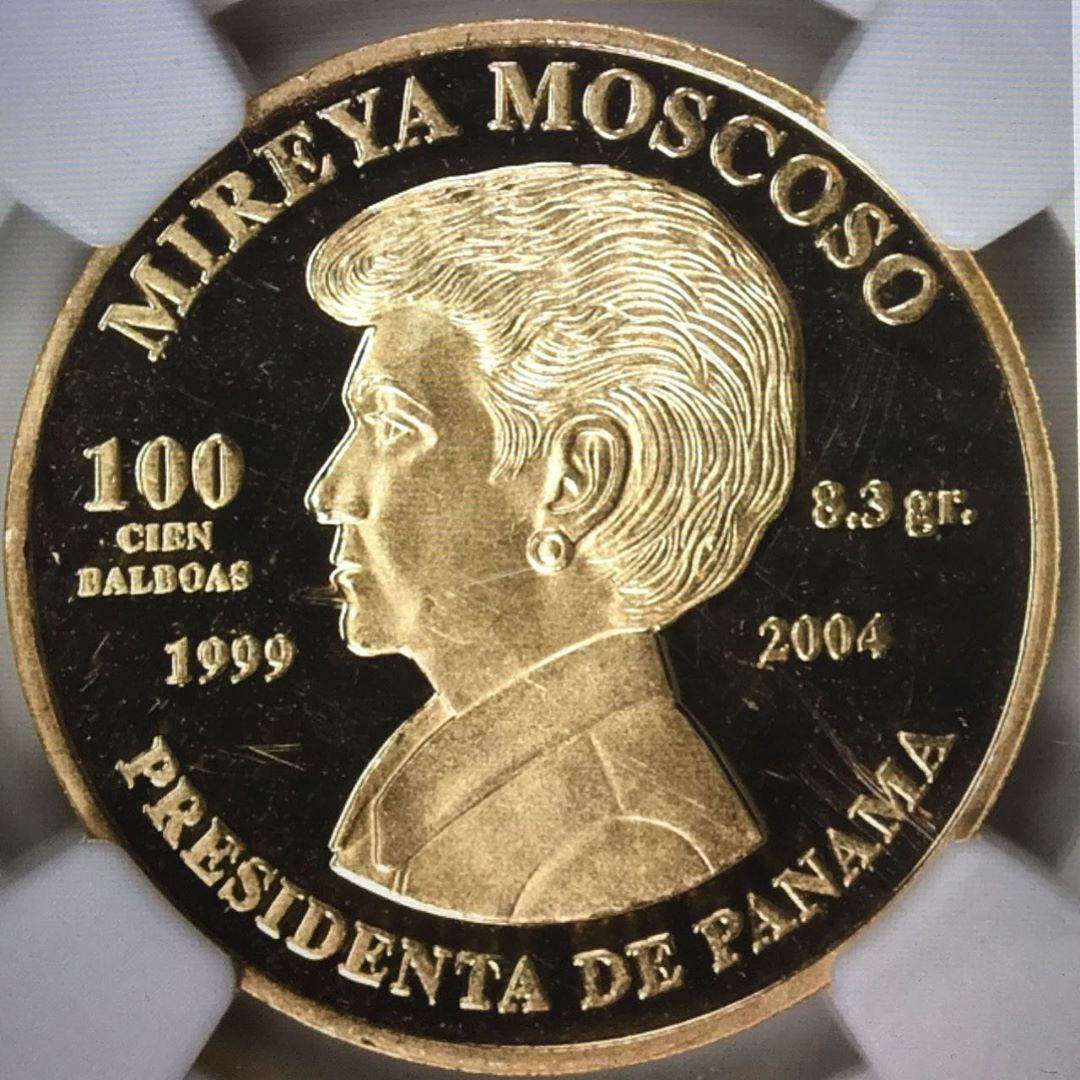 MIREYA MOSCOSO
100
CIEN
BALBOAS
1999
8.3 gr.
2004
PRESIDENTA DE PANAMA